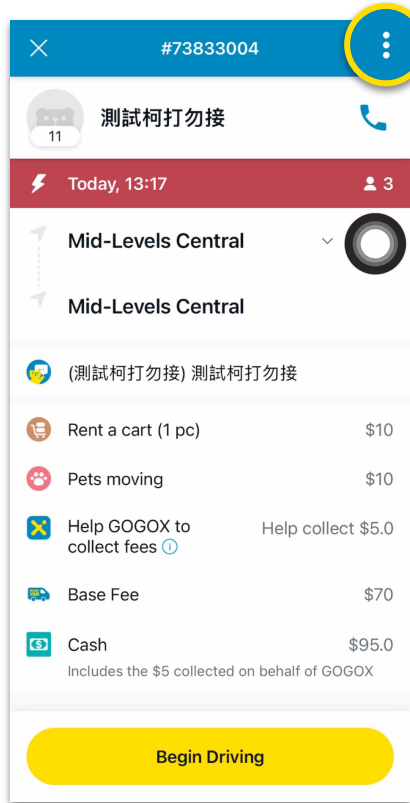 #73833004
測試柯打勿接
11
Today, 13:17
3
Mid-Levels Central
Mid-Levels Central
(測試柯打勿接) 測試柯打勿接
Rent a cart (1 pc) $10
Pets moving $10
Help GOGOX to Help collect $5.0
collect fees
Base Fee $70
Cash $95.0
Includes the $5 collected on behalf of GOGOX
Begin Driving